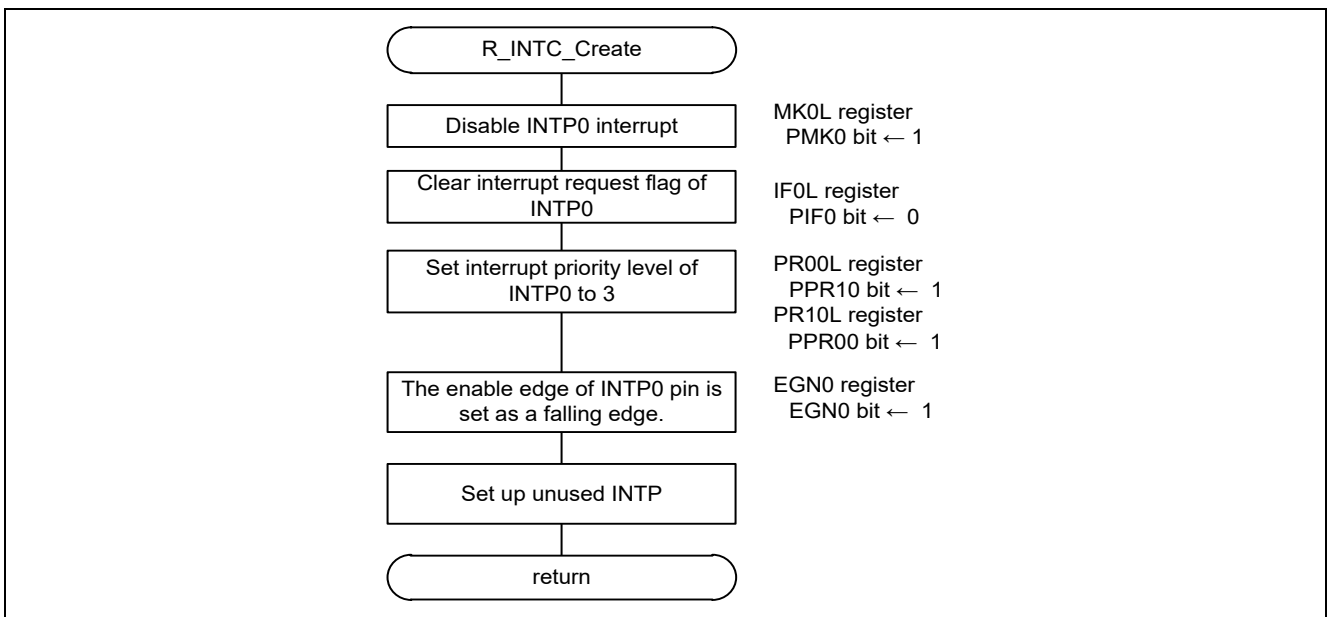 R_INTC_Create
Disable INTP0 interrupt
MK0L register
PMK0 bit ← 1
Clear interrupt request flag of
INTP0
IF0L register
PIF0 bit ← 0
Set interrupt priority level of
INTP0 to 3
PR00L register
PPR10 bit ← 1
PR10L register
PPR00 bit ← 1
The enable edge of INTP0 pin is
set as a falling edge.
EGN0 register
EGN0 bit ← 1
Set up unused INTP
return